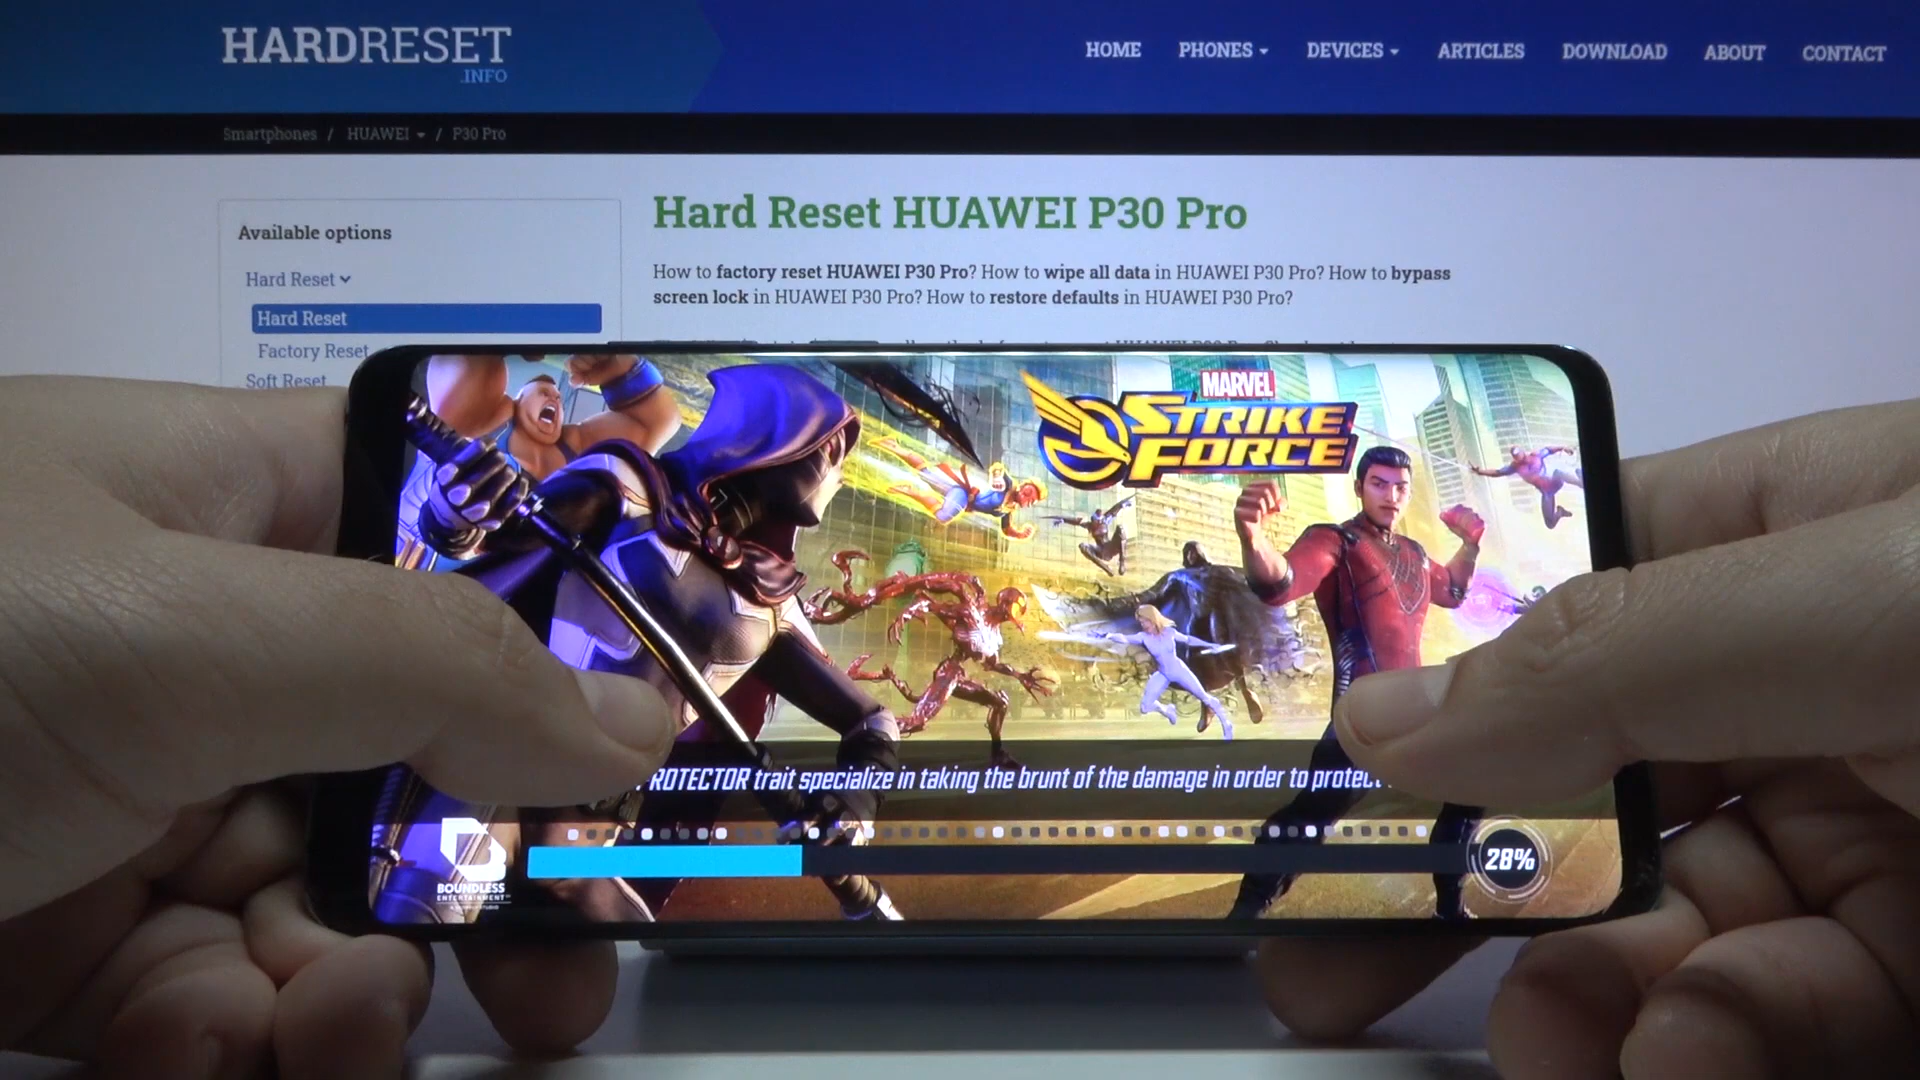 HARDRESET
.INFO
HOME PHONES DEVICES ARTICLES DOWNLOAD ABOUT CONTACT
Smartphones / HUAWEI / P30 Pro
Available options
Hard Reset
Hard Reset
Factory Reset
Soft Reset
Hard Reset HUAWEI P30 Pro
How to factory reset HUAWEI P30 Pro? How to wipe all data in HUAWEI P30 Pro? How to bypass
screen lock in HUAWEI P30 Pro? How to restore defaults in HUAWEI P30 Pro?
MARVEL
STRIKE
FORCE
PROTECTOR trait specialize in taking the brunt of the damage in order to protect
28%
BOUNDLESS
ENTERTAINMENT